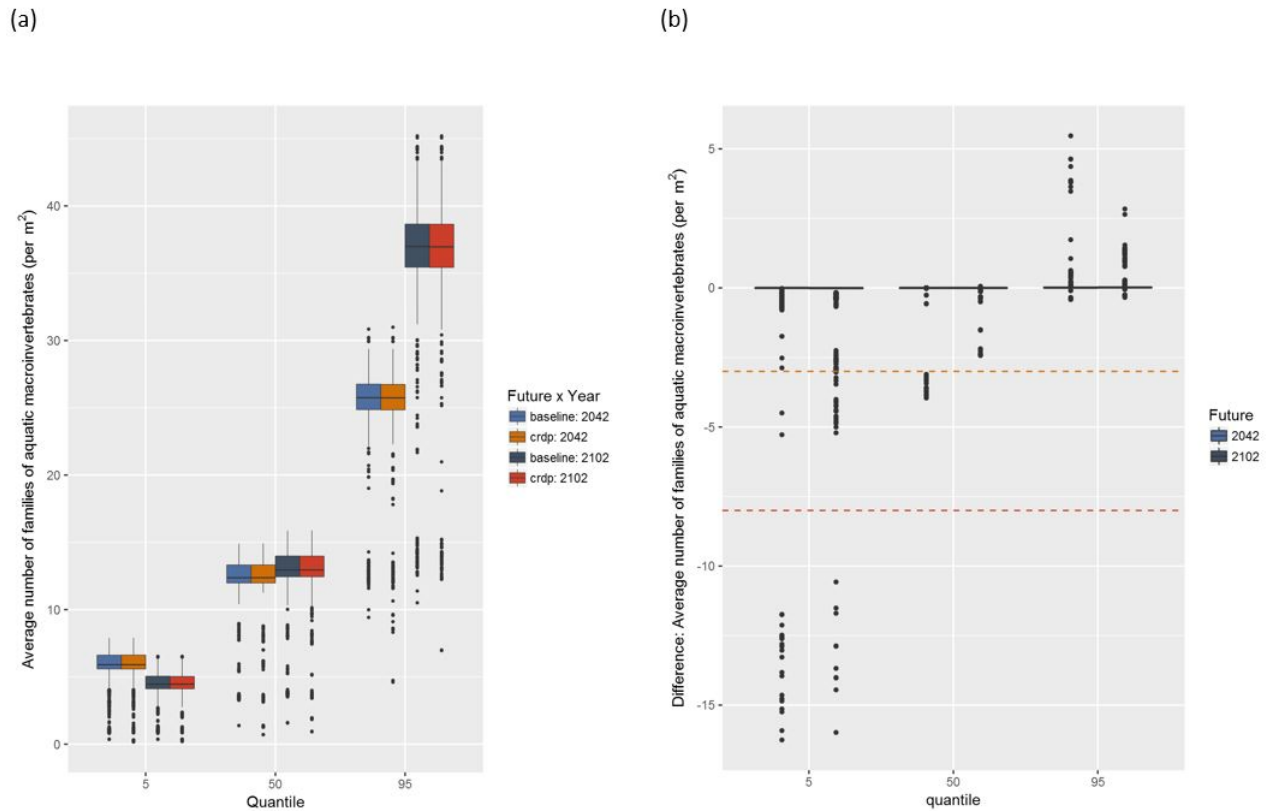 (a)
Average number of families of aquatic macroinvertebrates (per m²)
40
30
20
10
0
5
50
95
Quantile
Future x Year
baseline: 2042
crdp: 2042
baseline: 2102
crdp: 2102
(b)
Difference: Average number of families of aquatic macroinvertebrates (per m²)
5
0
-5
-10
-15
5
50
95
quantile
Future
2042
2102